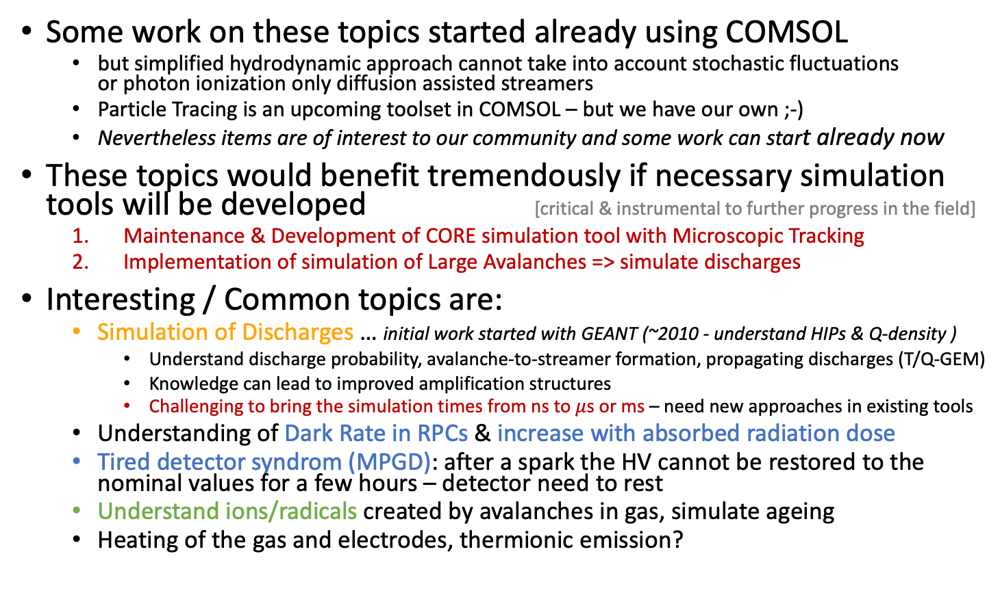 • Some work on these topics started already using COMSOL
• but simplified hydrodynamic approach cannot take into account stochastic fluctuations
or photon ionization only diffusion assisted streamers
• Particle Tracing is an upcoming toolset in COMSOL – but we have our own ;-)
• Nevertheless items are of interest to our community and some work can start already now
• These topics would benefit tremendously if necessary simulation
tools will be developed [critical & instrumental to further progress in the field]
1. Maintenance & Development of CORE simulation tool with Microscopic Tracking
2. Implementation of simulation of Large Avalanches => simulate discharges
• Interesting / Common topics are:
• Simulation of Discharges ... initial work started with GEANT (~2010 - understand HIPs & Q-density )
• Understand discharge probability, avalanche-to-streamer formation, propagating discharges (T/Q-GEM)
• Knowledge can lead to improved amplification structures
• Challenging to bring the simulation times from ns to 𝜇s or ms – need new approaches in existing tools
• Understanding of Dark Rate in RPCs & increase with absorbed radiation dose
• Tired detector syndrom (MPGD): after a spark the HV cannot be restored to the
nominal values for a few hours – detector need to rest
• Understand ions/radicals created by avalanches in gas, simulate ageing
• Heating of the gas and electrodes, thermionic emission?